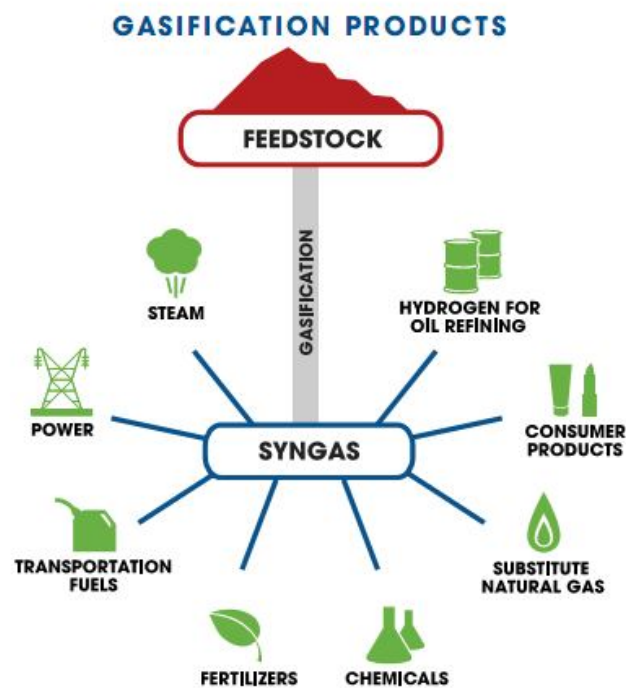 GASIFICATION PRODUCTS
FEEDSTOCK
GASIFICATION
STEAM
HYDROGEN FOR
OIL REFINING
POWER
SYNGAS
CONSUMER
PRODUCTS
TRANSPORTATION
FUELS
SUBSTITUTE
NATURAL GAS
FERTILIZERS
CHEMICALS